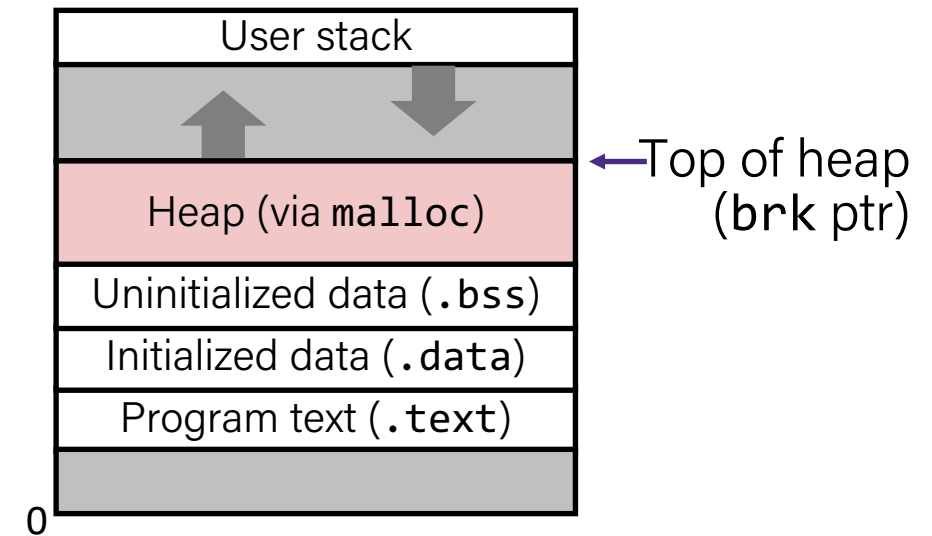 User stack
Top of heap
(brk ptr)
Heap (via malloc)
Uninitialized data (.bss)
Initialized data (.data)
Program text (.text)
0